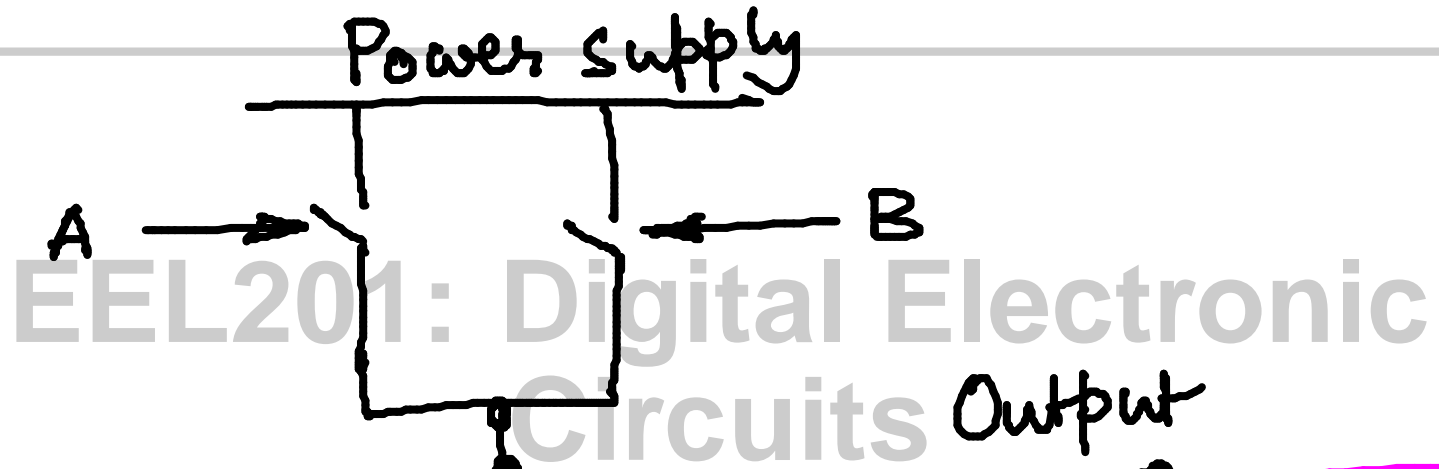 Power supply
A B
EEL201: Digital Electronic
Circuits
Output